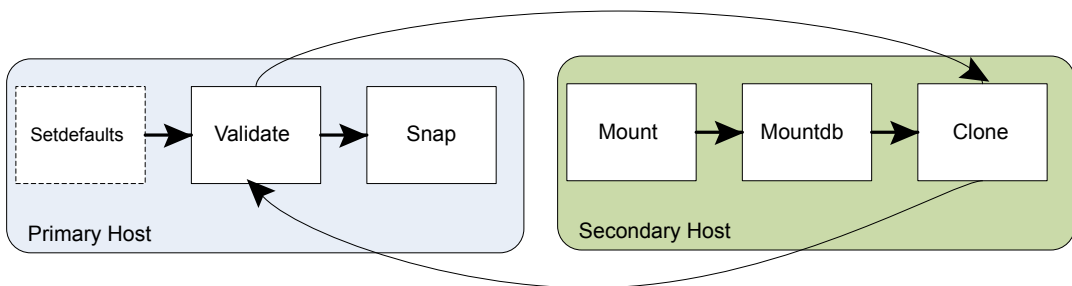 Setdefaults
Validate
Snap
Primary Host
Mount
Mountdb
Clone
Secondary Host